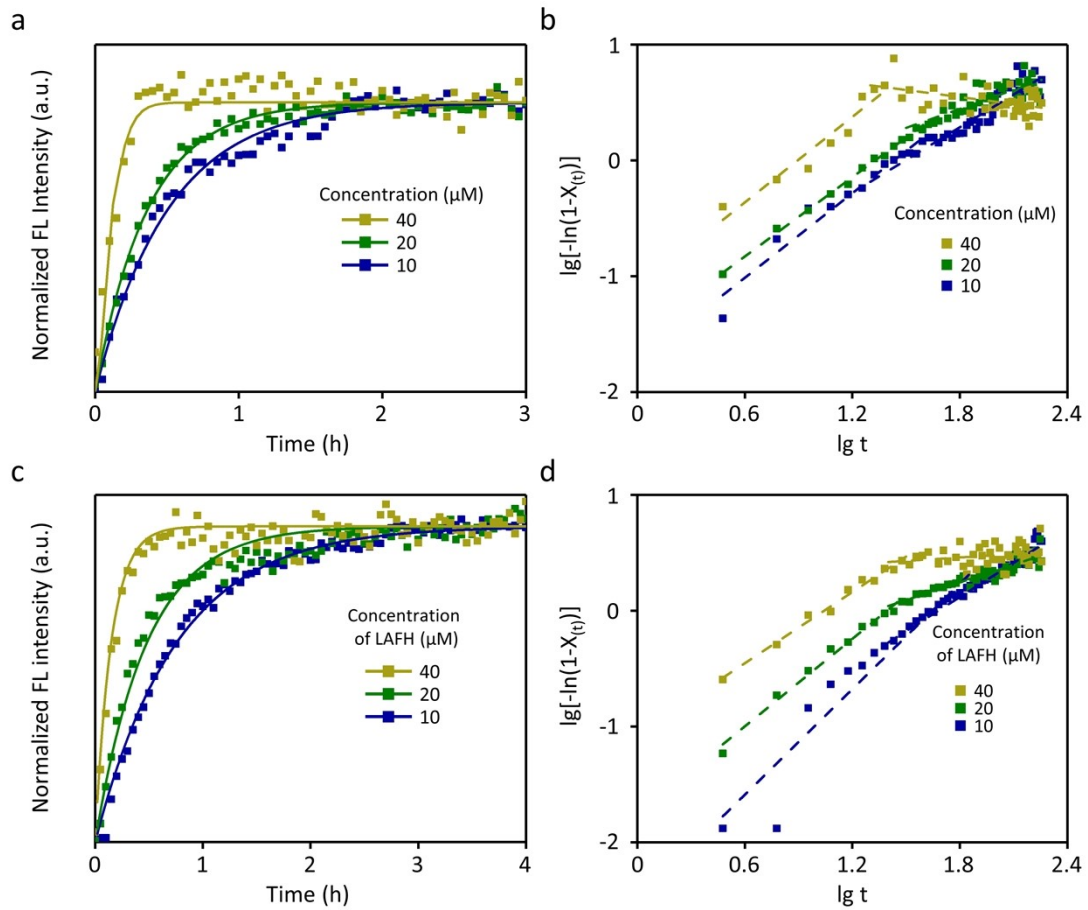 a
Normalized FL Intensity (a.u.)
Concentration (μM)
40
20
10
0
1
2
3
Time (h)
b
lg[-ln(1-X(t))]
1
0
-1
-2
Concentration (μM)
40
20
10
0
0.6
1.2
1.8
2.4
lg t
c
Normalized FL intensity (a.u.)
Concentration
of LAFH (μM)
40
20
10
0
1
2
3
4
Time (h)
d
lg[-ln(1-X(t))]
1
0
-1
-2
Concentration
of LAFH (μM)
40
20
10
0
0.6
1.2
1.8
2.4
lg t